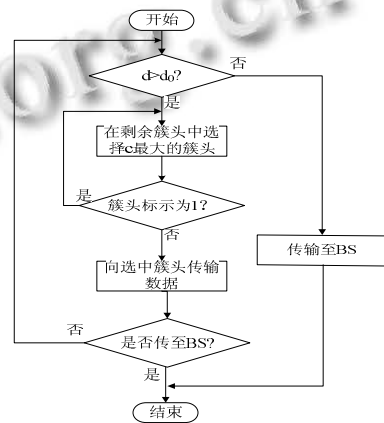 开始
d>d₀?
否
是
在剩余簇头中选
择c最大的簇头
是
簇头标示为1?
否
传输至BS
向选中簇头传输
数据
否
是否传至BS?
是
结束